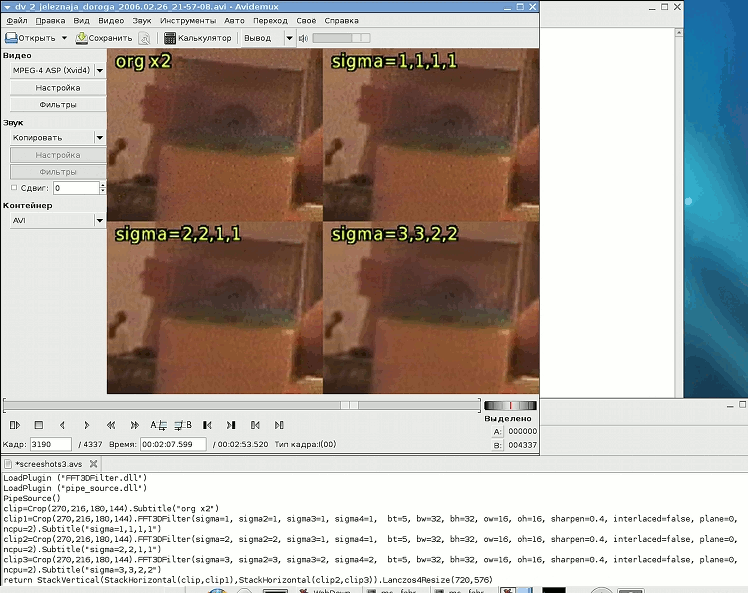 dv_2_jeleznaja_doroga_2006.02.26_21-57-08.avi - Avidemux
Файл Правка Вид Видео Звук Инструменты Авто Переход Своё Справка
Открыть Сохранить Калькулятор Вывод
Видео
MPEG-4 ASP (Xvid4)
Настройка
Фильтры
Звук
Копировать
Настройка
Фильтры
Сдвиг: 0
Контейнер
AVI
org x2
sigma=1,1,1,1
sigma=2,2,1,1
sigma=3,3,2,2
A B
Выделено
A: 000000
B: 004337
Кадр: 3190 / 4337 Время: 00:02:07.599 / 00:02:53.520 Тип кадра:I(00)
*screeshots3.avs
LoadPlugin ("FFT3DFilter.dll")
LoadPlugin ("pipe_source.dll")
PipeSource()
clip=Crop(270,216,180,144).Subtitle("org x2")
clip1=Crop(270,216,180,144).FFT3DFilter(sigma=1, sigma2=1, sigma3=1, sigma4=1, bt=5, bw=32, bh=32, ow=16, oh=16, sharpen=0.4, interlaced=false, plane=0,
ncpu=2).Subtitle("sigma=1,1,1,1")
clip2=Crop(270,216,180,144).FFT3DFilter(sigma=2, sigma2=2, sigma3=1, sigma4=1, bt=5, bw=32, bh=32, ow=16, oh=16, sharpen=0.4, interlaced=false, plane=0,
ncpu=2).Subtitle("sigma=2,2,1,1")
clip3=Crop(270,216,180,144).FFT3DFilter(sigma=3, sigma2=3, sigma3=2, sigma4=2, bt=5, bw=32, bh=32, ow=16, oh=16, sharpen=0.4, interlaced=false, plane=0,
ncpu=2).Subtitle("sigma=3,3,2,2")
return StackVertical(StackHorizontal(clip,clip1),StackHorizontal(clip2,clip3)).Lanczos4Resize(720,576)